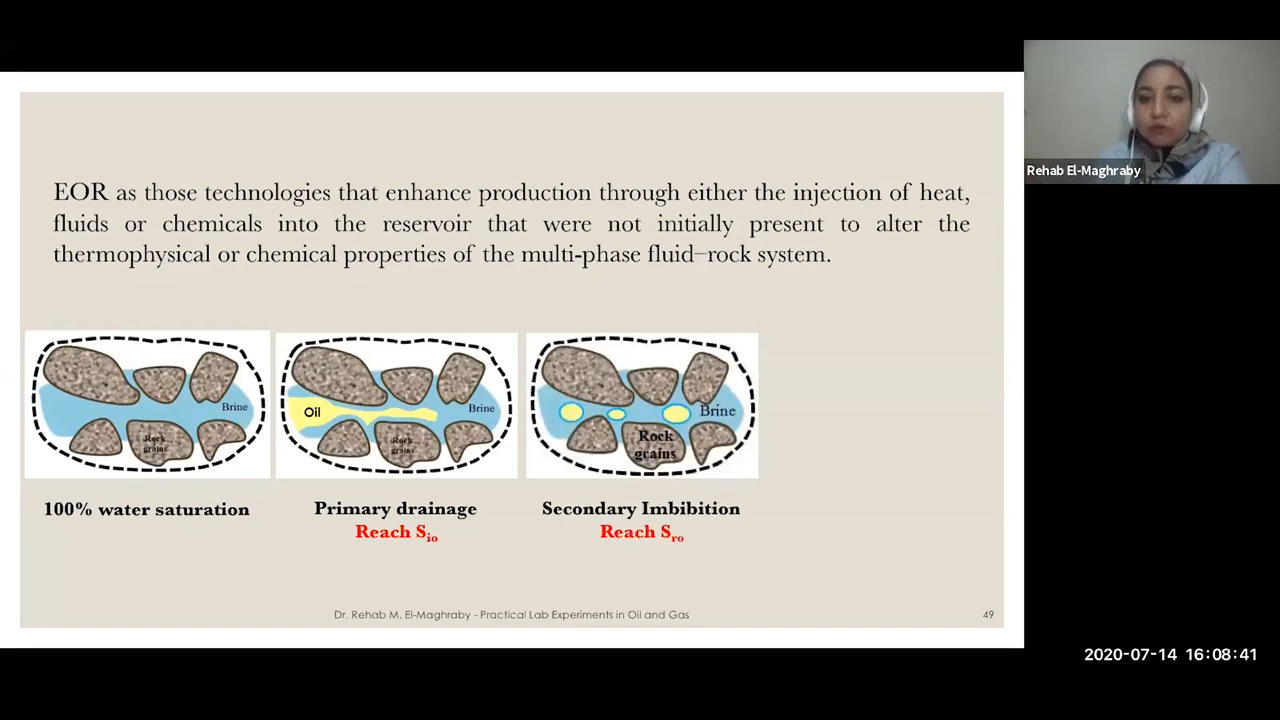 EOR as those technologies that enhance production through either the injection of heat,
fluids or chemicals into the reservoir that were not initially present to alter the
thermophysical or chemical properties of the multi-phase fluid–rock system.
Brine
Rock
grains
Oil
Brine
Rock
grains
Brine
Rock
grains
100% water saturation
Primary drainage
Reach Sio
Secondary Imbibition
Reach Sro
Dr. Rehab M. El-Maghraby - Practical Lab Experiments in Oil and Gas
49
Rehab El-Maghraby
2020-07-14 16:08:41